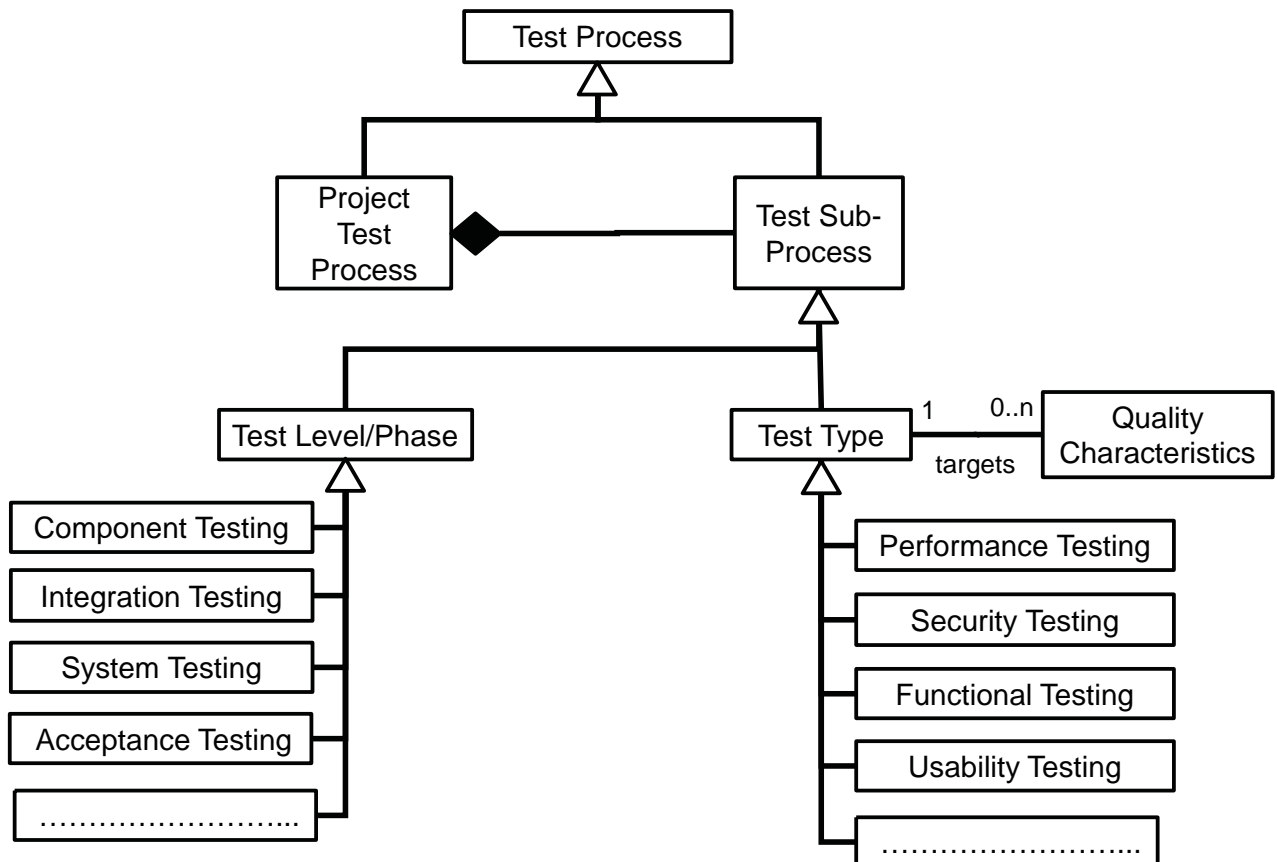 Test Process
Project
Test
Process
Test Sub-
Process
Test Level/Phase
Test Type
1
0..n
targets
Quality
Characteristics
Component Testing
Integration Testing
System Testing
Acceptance Testing
………………………...
Performance Testing
Security Testing
Functional Testing
Usability Testing
………………………...